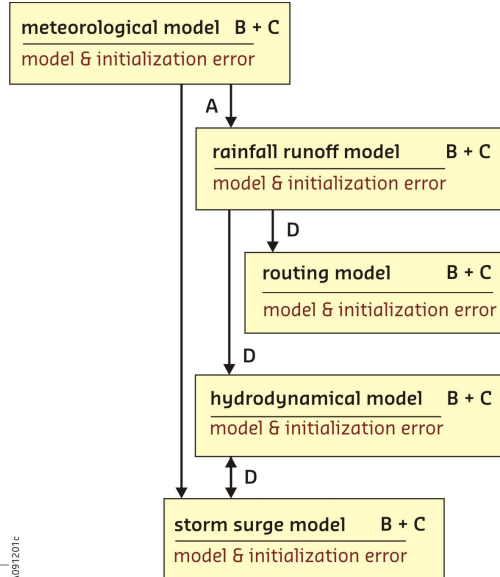 meteorological model B + C
model & initialization error
A
rainfall runoff model B + C
model & initialization error
D
routing model B + C
model & initialization error
D
hydrodynamical model B + C
model & initialization error
D
storm surge model B + C
model & initialization error
091201c